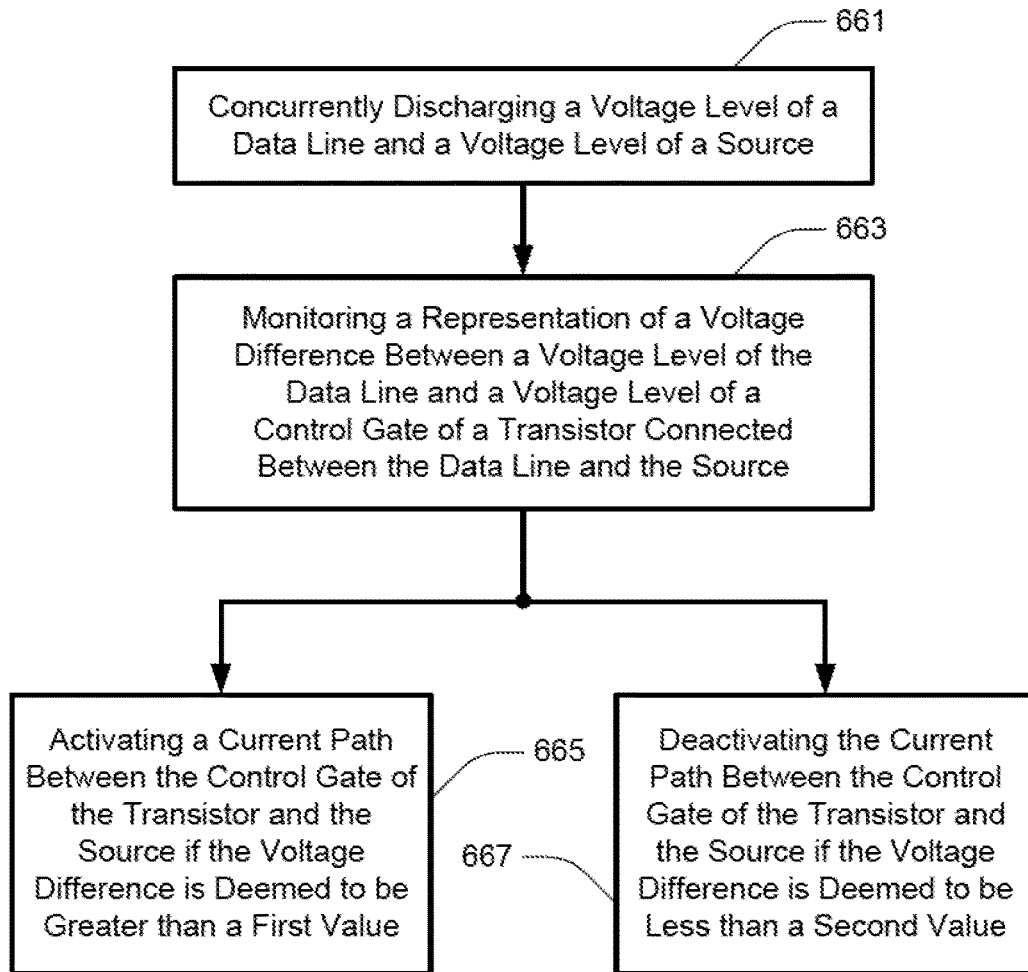 661
Concurrently Discharging a Voltage Level of a
Data Line and a Voltage Level of a Source
663
Monitoring a Representation of a Voltage
Difference Between a Voltage Level of the
Data Line and a Voltage Level of a
Control Gate of a Transistor Connected
Between the Data Line and the Source
Activating a Current Path
Between the Control Gate of
the Transistor and the
Source if the Voltage
Difference is Deemed to be
Greater than a First Value
665
Deactivating the Current
Path Between the Control
Gate of the Transistor and
the Source if the Voltage
Difference is Deemed to be
Less than a Second Value
667